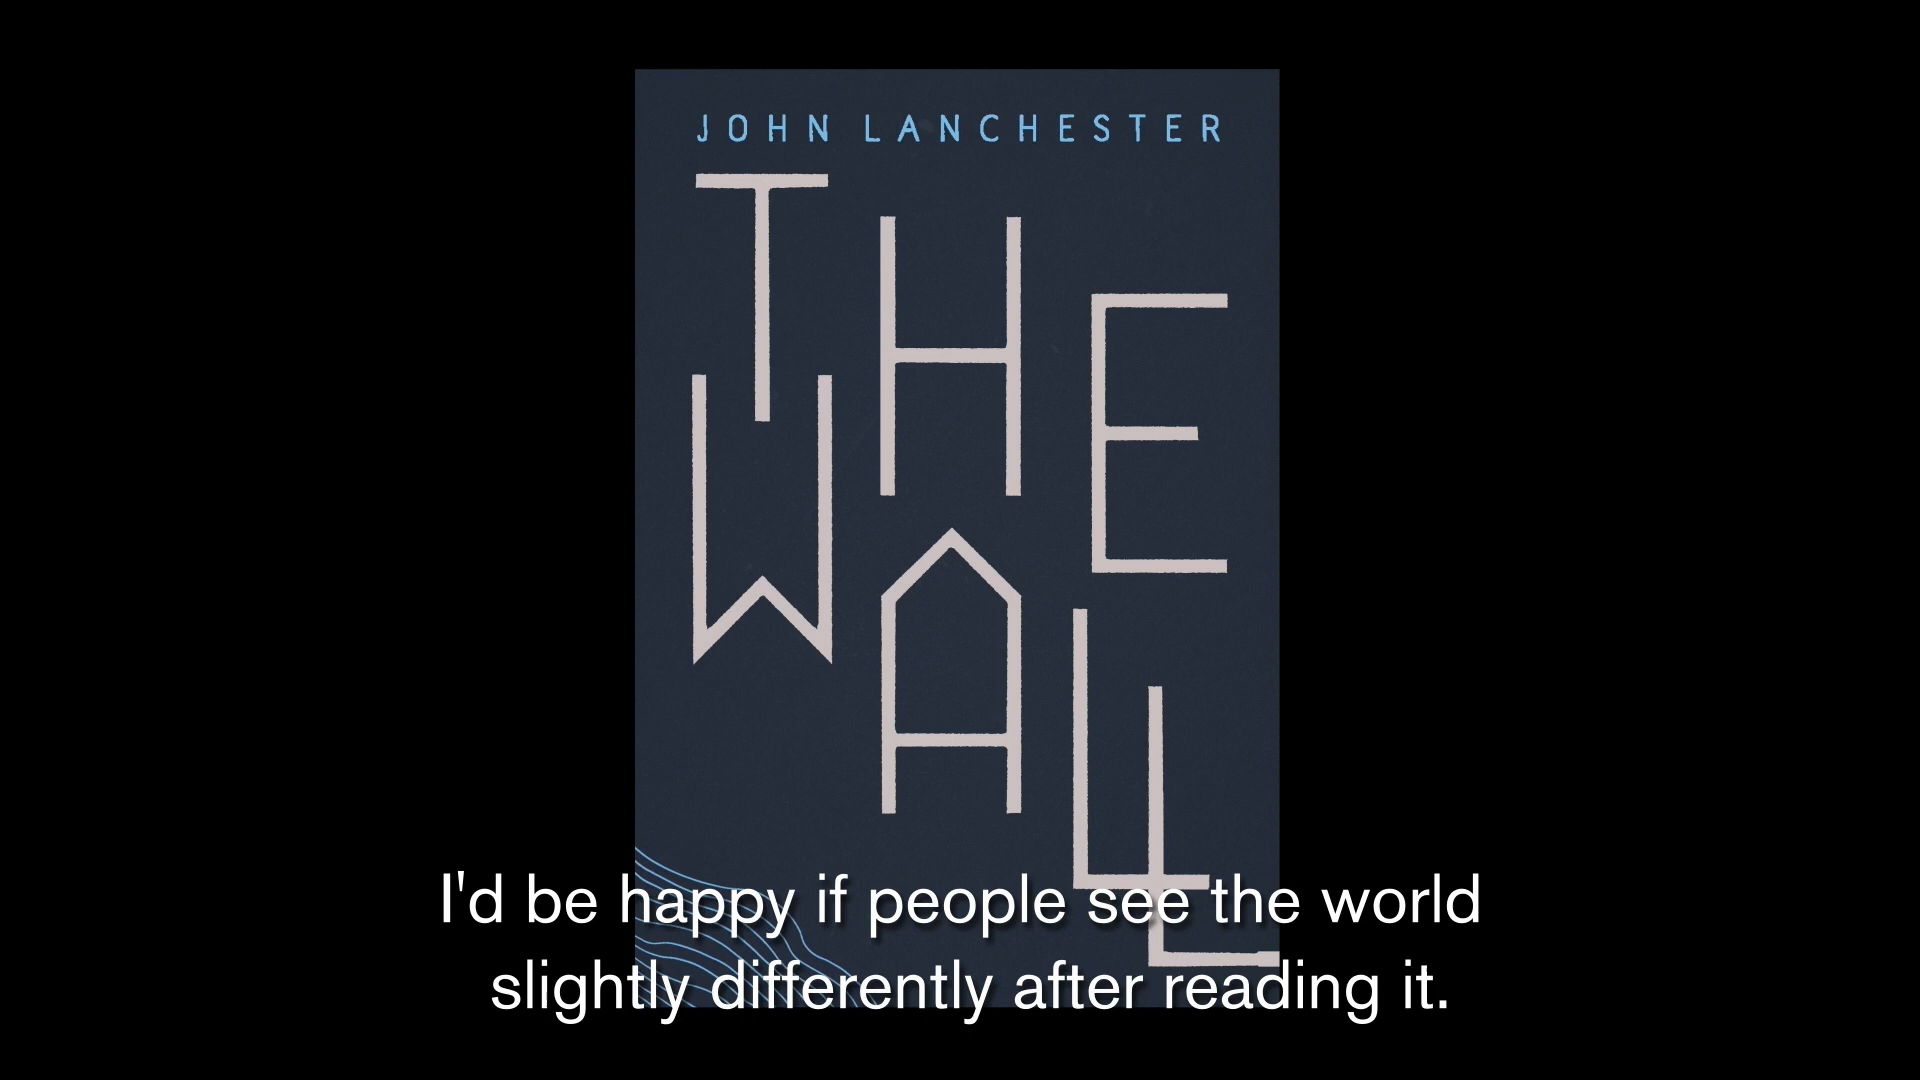 JOHN LANCHESTER
THE
WALL
I'd be happy if people see the world
slightly differently after reading it.